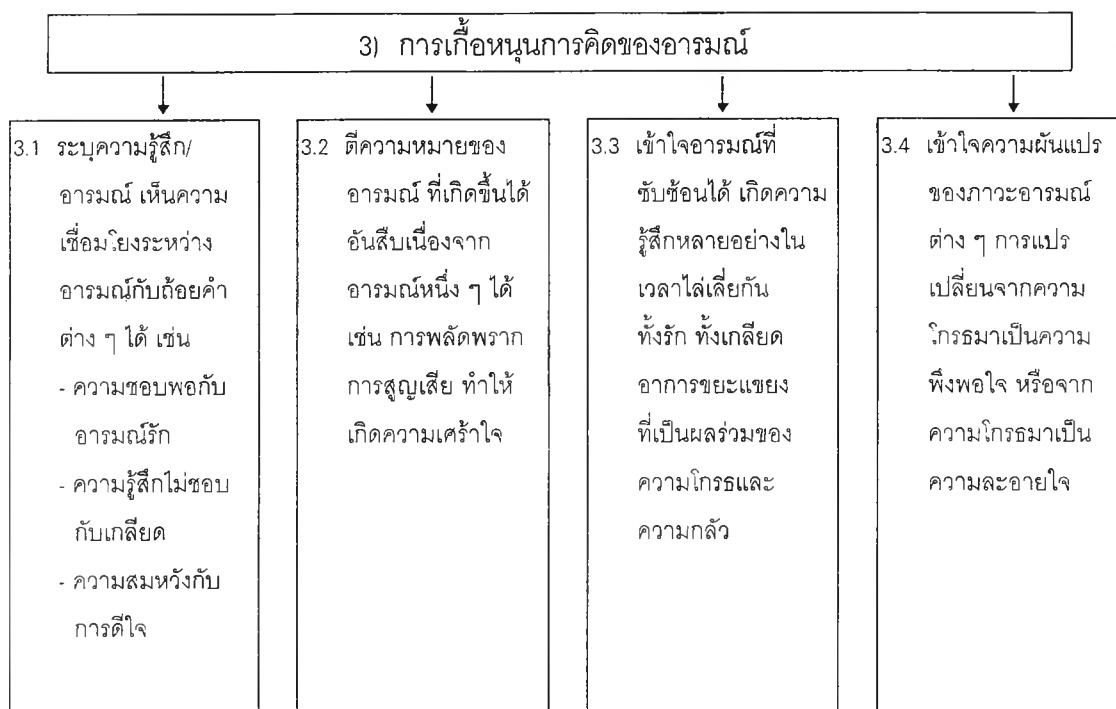 3) การเกื้อหนุนการคิดของอารมณ์
3.1 ระบุความรู้สึก/
อารมณ์ เห็นความ
เชื่อมโยงระหว่าง
อารมณ์กับถ้อยคำ
ต่าง ๆ ได้ เช่น
- ความชอบพอกับ
อารมณ์รัก
- ความรู้สึกไม่ชอบ
กับเกลียด
- ความสมหวังกับ
การดีใจ
3.2 ตีความหมายของ
อารมณ์ ที่เกิดขึ้นได้
อันสืบเนื่องจาก
อารมณ์หนึ่ง ๆ ได้
เช่น การพลัดพราก
การสูญเสีย ทำให้
เกิดความเศร้าใจ
3.3 เข้าใจอารมณ์ที่
ซับซ้อนได้ เกิดความ
รู้สึกหลายอย่างใน
เวลาไล่เลี่ยกัน
ทั้งรัก ทั้งเกลียด
อาการขยะแขยง
ที่เป็นผลร่วมของ
ความโกรธและ
ความกลัว
3.4 เข้าใจความผันแปร
ของภาวะอารมณ์
ต่าง ๆ การแปร
เปลี่ยนจากความ
โกรธมาเป็นความ
พึงพอใจ หรือจาก
ความโกรธมาเป็น
ความละอายใจ